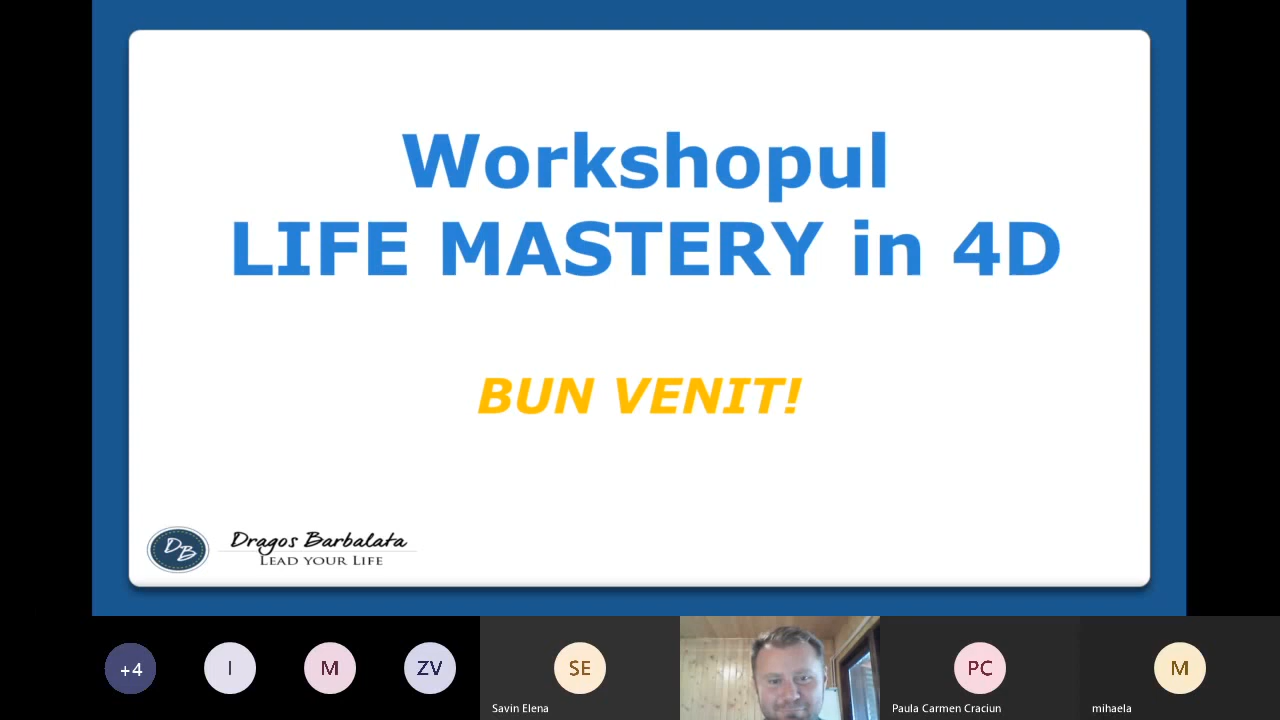 Workshopul
LIFE MASTERY in 4D
BUN VENIT!
DB
Dragos Barbalata
LEAD YOUR LIFE
+4
I
M
ZV
SE
Savin Elena
PC
Paula Carmen Craciun
M
mihaela